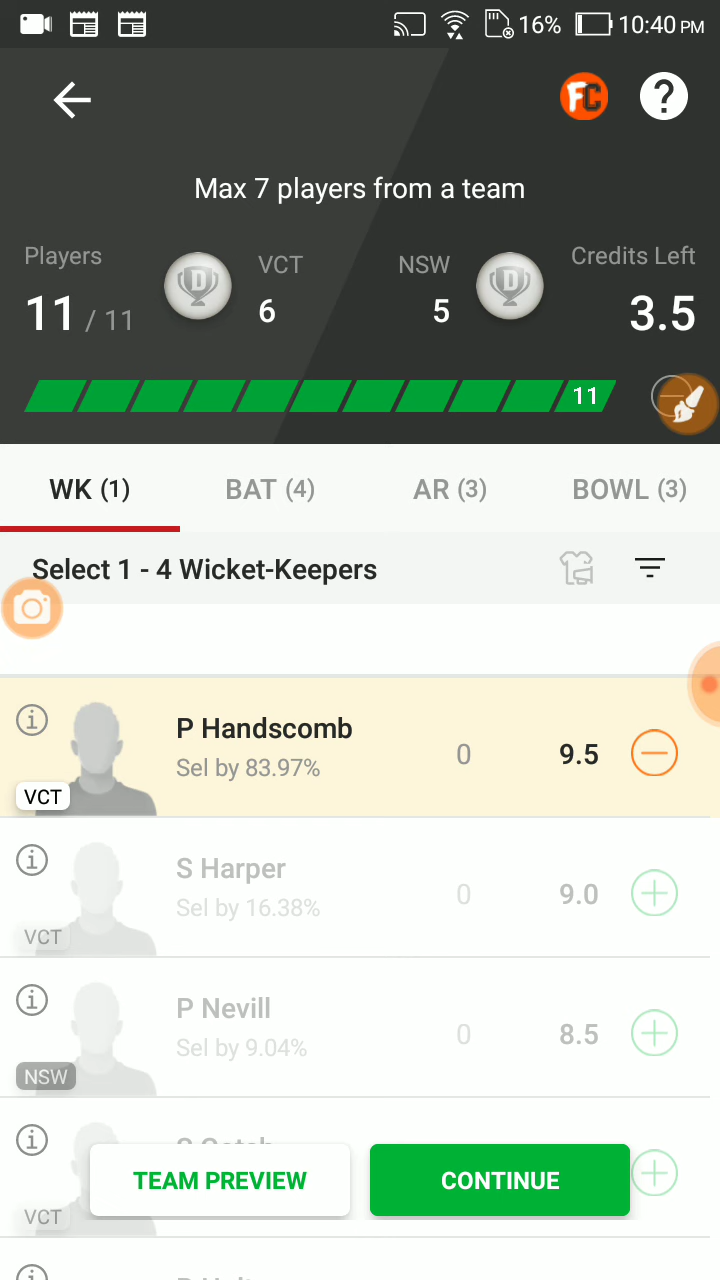 16% 10:40 PM
FC ?
Max 7 players from a team
Players VCT NSW Credits Left
D D
11 / 11 6 5 3.5
11
WK (1) BAT (4) AR (3) BOWL (3)
Select 1 - 4 Wicket-Keepers
P Handscomb
Sel by 83.97% 0 9.5
VCT
S Harper
Sel by 16.38% 0 9.0
VCT
P Nevill
Sel by 9.04% 0 8.5
NSW
TEAM PREVIEW CONTINUE
VCT